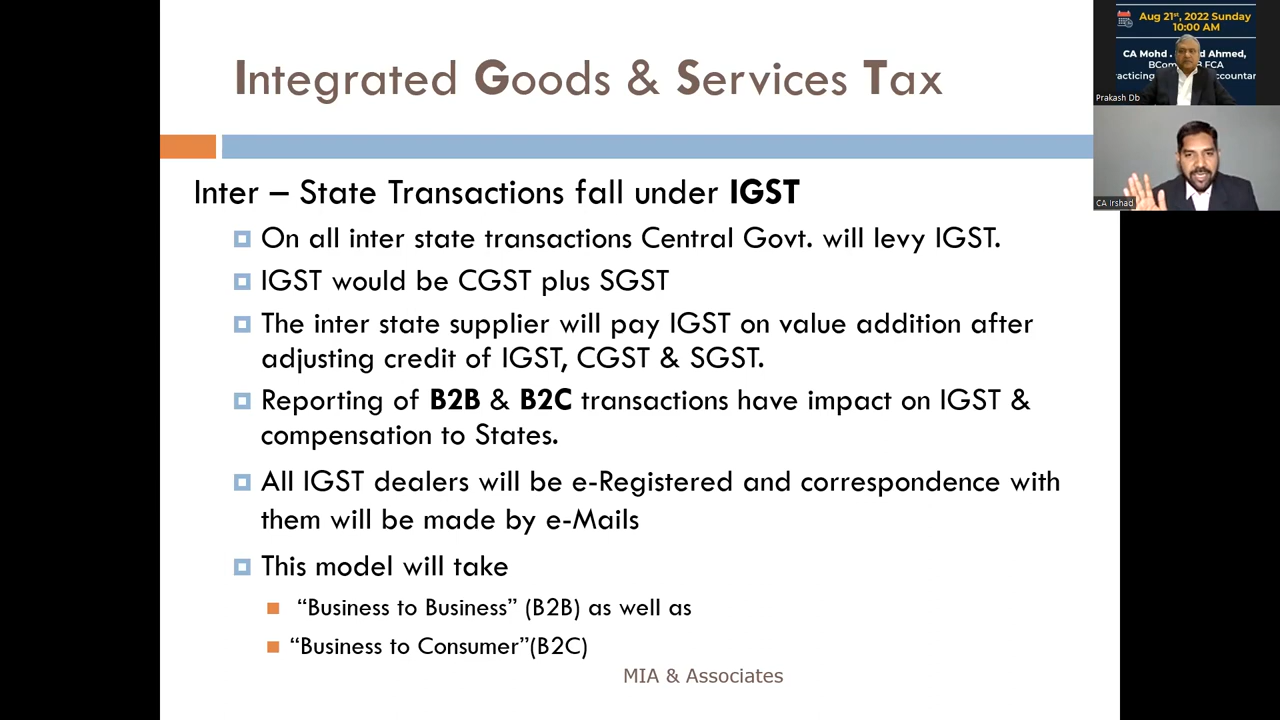 Integrated Goods & Services Tax
Inter – State Transactions fall under IGST
On all inter state transactions Central Govt. will levy IGST.
IGST would be CGST plus SGST
The inter state supplier will pay IGST on value addition after
adjusting credit of IGST, CGST & SGST.
Reporting of B2B & B2C transactions have impact on IGST &
compensation to States.
All IGST dealers will be e-Registered and correspondence with
them will be made by e-Mails
This model will take
“Business to Business” (B2B) as well as
“Business to Consumer”(B2C)
MIA & Associates
Aug 21st, 2022 Sunday
10:00 AM
CA Mohd . Ahmed,
FCA
Prakash Db
CA Irshad